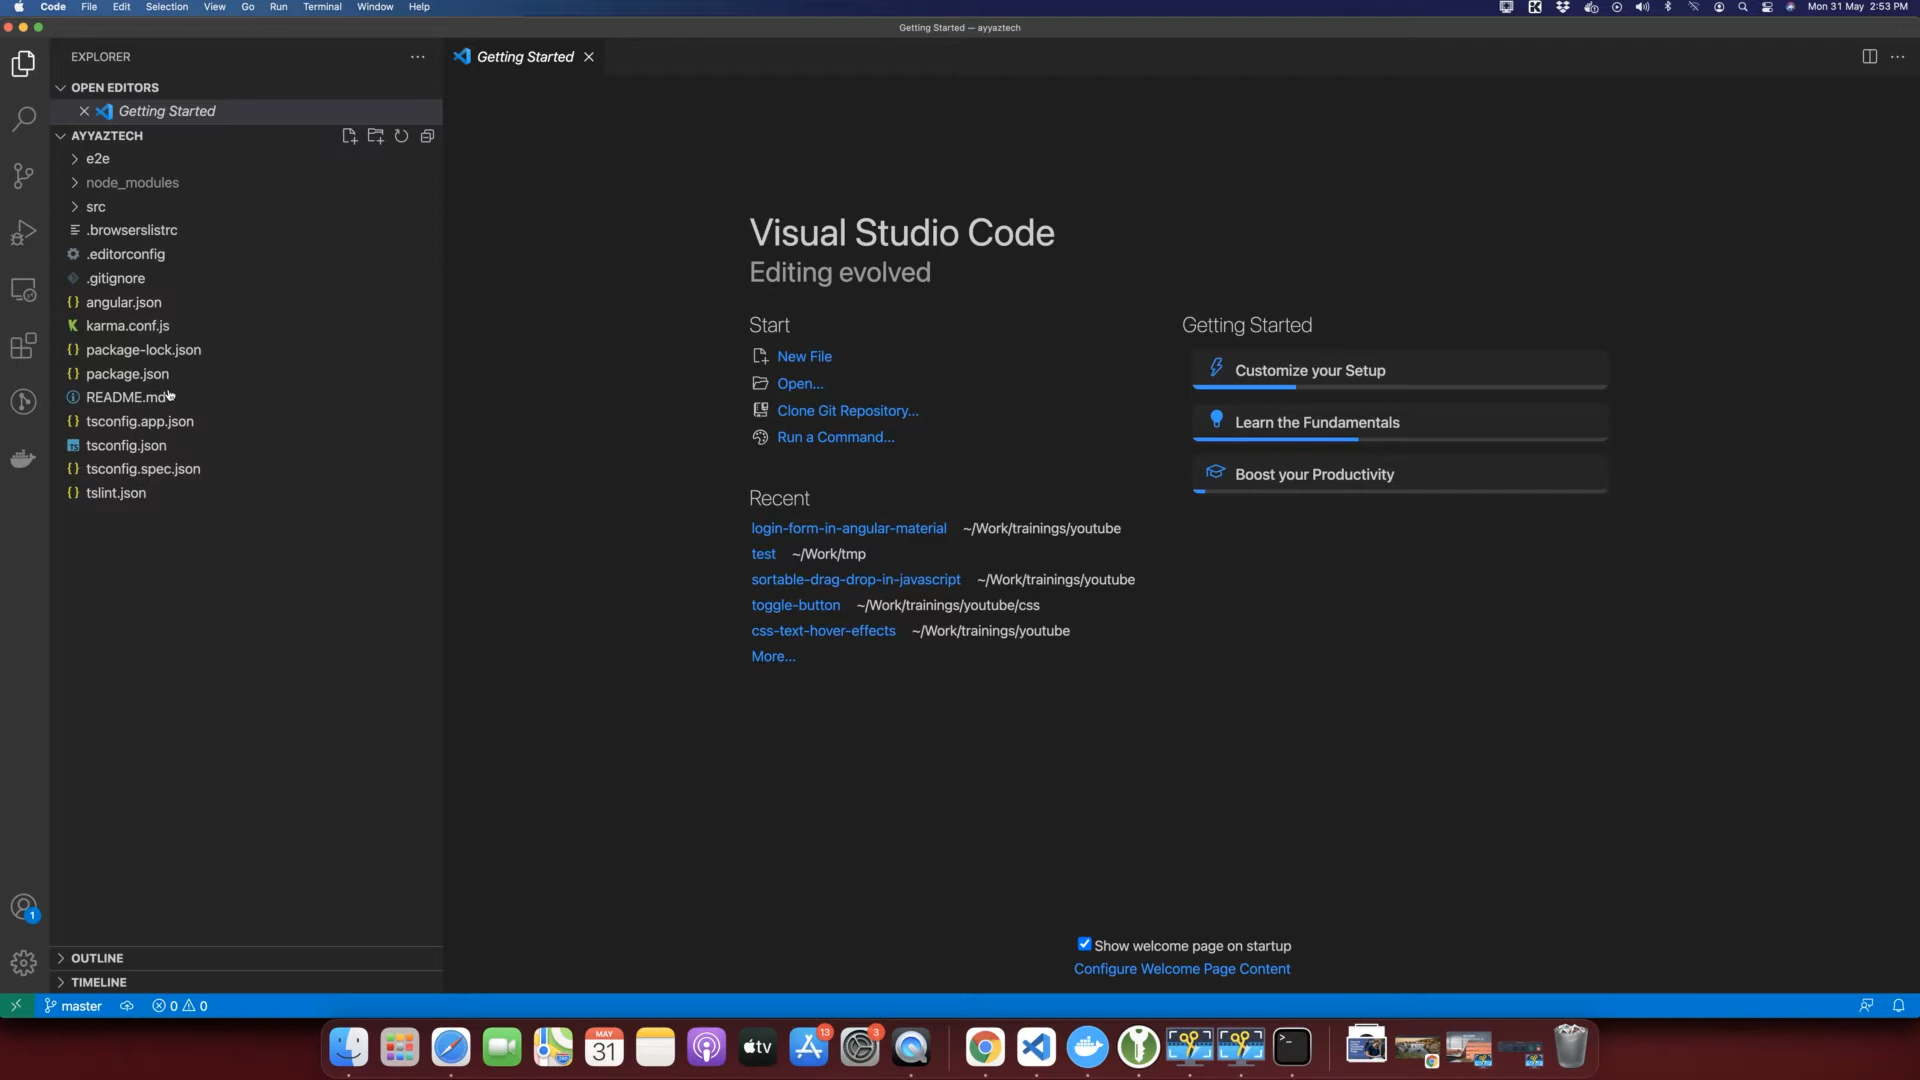 Code File Edit Selection View Go Run Terminal Window Help
Mon 31 May 2:53 PM
Getting Started — ayyaztech
EXPLORER
Getting Started
OPEN EDITORS
Getting Started
AYYAZTECH
e2e
node_modules
src
.browserslistrc
.editorconfig
.gitignore
angular.json
karma.conf.js
package-lock.json
package.json
README.md
tsconfig.app.json
tsconfig.json
tsconfig.spec.json
tslint.json
Visual Studio Code
Editing evolved
Start
New File
Open...
Clone Git Repository...
Run a Command...
Recent
login-form-in-angular-material ~/Work/trainings/youtube
test ~/Work/tmp
sortable-drag-drop-in-javascript ~/Work/trainings/youtube
toggle-button ~/Work/trainings/youtube/css
css-text-hover-effects ~/Work/trainings/youtube
More...
Getting Started
Customize your Setup
Learn the Fundamentals
Boost your Productivity
Show welcome page on startup
Configure Welcome Page Content
1
OUTLINE
TIMELINE
master
0 0
MAY
31
tv
13
3